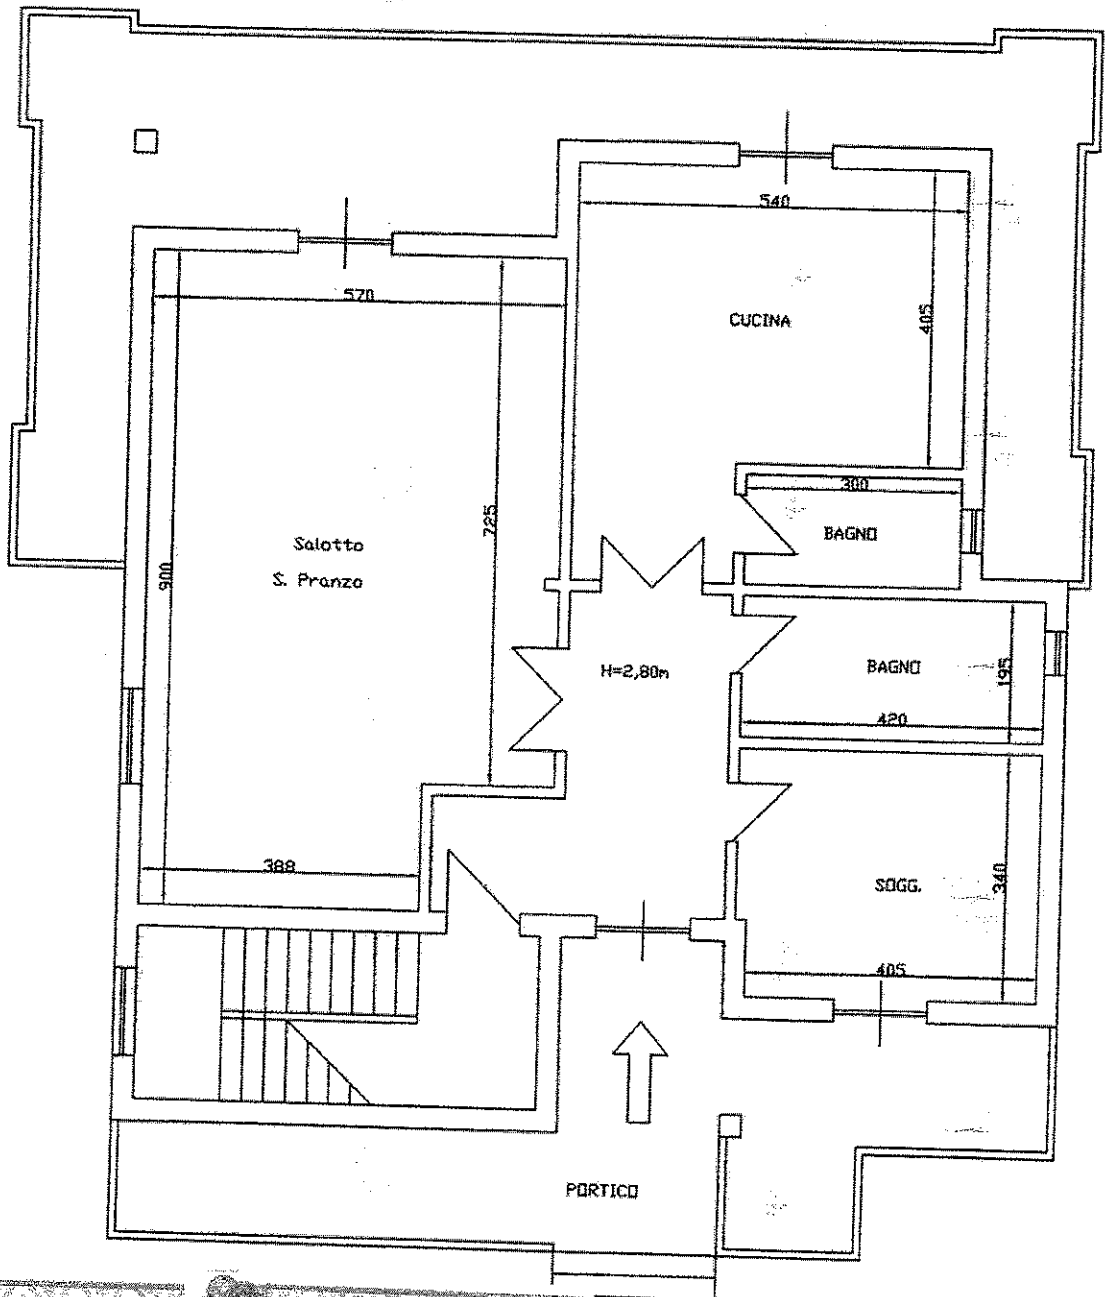 540
570
CUCINA
405
725
300
BAGNO
Salotto
S. Pranzo
900
H=2,80m
BAGNO
195
420
388
SOGG.
340
405
PORTICO